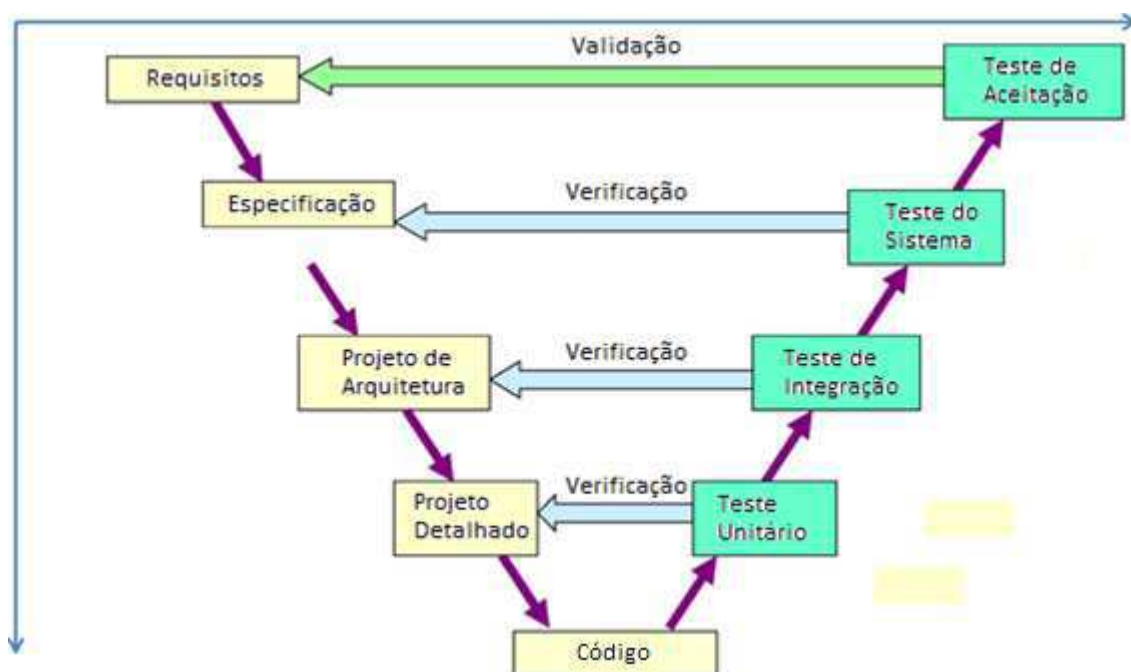 Validação
Requisitos
Teste de
Aceitação
Especificação
Verificação
Teste do
Sistema
Projeto de
Arquitetura
Verificação
Teste de
Integração
Projeto
Detalhado
Verificação
Teste
Unitário
Código